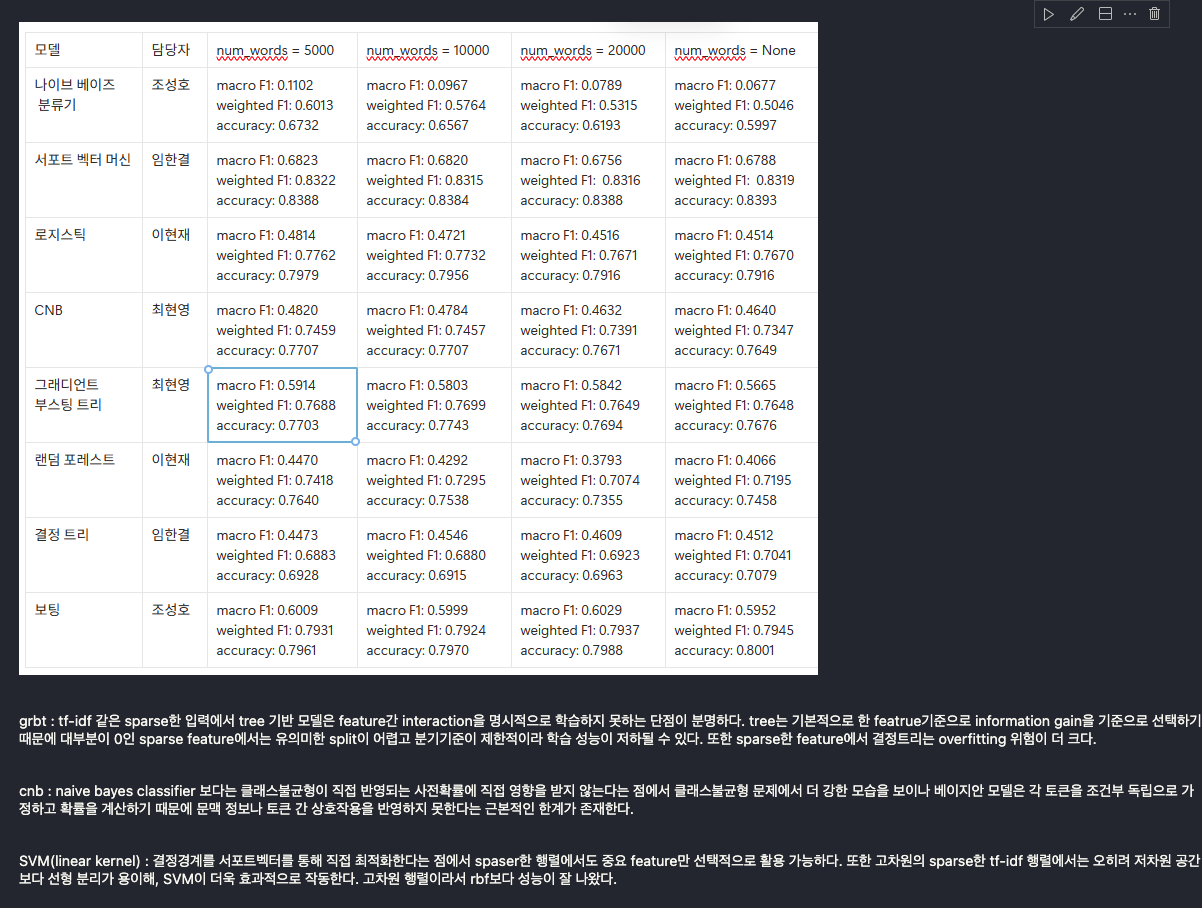 모델 담당자 num_words = 5000 num_words = 10000 num_words = 20000 num_words = None
나이브 베이즈 조성호 macro F1: 0.1102 macro F1: 0.0967 macro F1: 0.0789 macro F1: 0.0677
분류기 weighted F1: 0.6013 weighted F1: 0.5764 weighted F1: 0.5315 weighted F1: 0.5046
accuracy: 0.6732 accuracy: 0.6567 accuracy: 0.6193 accuracy: 0.5997
서포트 벡터 머신 임한결 macro F1: 0.6823 macro F1: 0.6820 macro F1: 0.6756 macro F1: 0.6788
weighted F1: 0.8322 weighted F1: 0.8315 weighted F1: 0.8316 weighted F1: 0.8319
accuracy: 0.8388 accuracy: 0.8384 accuracy: 0.8388 accuracy: 0.8393
로지스틱 이현재 macro F1: 0.4814 macro F1: 0.4721 macro F1: 0.4516 macro F1: 0.4514
weighted F1: 0.7762 weighted F1: 0.7732 weighted F1: 0.7671 weighted F1: 0.7670
accuracy: 0.7979 accuracy: 0.7956 accuracy: 0.7916 accuracy: 0.7916
CNB 최현영 macro F1: 0.4820 macro F1: 0.4784 macro F1: 0.4632 macro F1: 0.4640
weighted F1: 0.7459 weighted F1: 0.7457 weighted F1: 0.7391 weighted F1: 0.7347
accuracy: 0.7707 accuracy: 0.7707 accuracy: 0.7671 accuracy: 0.7649
그래디언트 최현영 macro F1: 0.5914 macro F1: 0.5803 macro F1: 0.5842 macro F1: 0.5665
부스팅 트리 weighted F1: 0.7688 weighted F1: 0.7699 weighted F1: 0.7649 weighted F1: 0.7648
accuracy: 0.7703 accuracy: 0.7743 accuracy: 0.7694 accuracy: 0.7676
랜덤 포레스트 이현재 macro F1: 0.4470 macro F1: 0.4292 macro F1: 0.3793 macro F1: 0.4066
weighted F1: 0.7418 weighted F1: 0.7295 weighted F1: 0.7074 weighted F1: 0.7195
accuracy: 0.7640 accuracy: 0.7538 accuracy: 0.7355 accuracy: 0.7458
결정 트리 임한결 macro F1: 0.4473 macro F1: 0.4546 macro F1: 0.4609 macro F1: 0.4512
weighted F1: 0.6883 weighted F1: 0.6880 weighted F1: 0.6923 weighted F1: 0.7041
accuracy: 0.6928 accuracy: 0.6915 accuracy: 0.6963 accuracy: 0.7079
보팅 조성호 macro F1: 0.6009 macro F1: 0.5999 macro F1: 0.6029 macro F1: 0.5952
weighted F1: 0.7931 weighted F1: 0.7924 weighted F1: 0.7937 weighted F1: 0.7945
accuracy: 0.7961 accuracy: 0.7970 accuracy: 0.7988 accuracy: 0.8001
grbt : tf-idf 같은 sparse한 입력에서 tree 기반 모델은 feature간 interaction을 명시적으로 학습하지 못하는 단점이 분명하다. tree는 기본적으로 한 featrue기준으로 information gain을 기준으로 선택하기
때문에 대부분이 0인 sparse feature에서는 유의미한 split이 어렵고 분기기준이 제한적이라 학습 성능이 저하될 수 있다. 또한 sparse한 feature에서 결정트리는 overfitting 위험이 더 크다.
cnb : naive bayes classifier 보다는 클래스불균형이 직접 반영되는 사전확률에 직접 영향을 받지 않는다는 점에서 클래스불균형 문제에서 더 강한 모습을 보이나 베이지안 모델은 각 토큰을 조건부 독립으로 가
정하고 확률을 계산하기 때문에 문맥 정보나 토큰 간 상호작용을 반영하지 못한다는 근본적인 한계가 존재한다.
SVM(linear kernel) : 결정경계를 서포트벡터를 통해 직접 최적화한다는 점에서 spaser한 행렬에서도 중요 feature만 선택적으로 활용 가능하다. 또한 고차원의 sparse한 tf-idf 행렬에서는 오히려 저차원 공간
보다 선형 분리가 용이해, SVM이 더욱 효과적으로 작동한다. 고차원 행렬이라서 rbf보다 성능이 잘 나왔다.